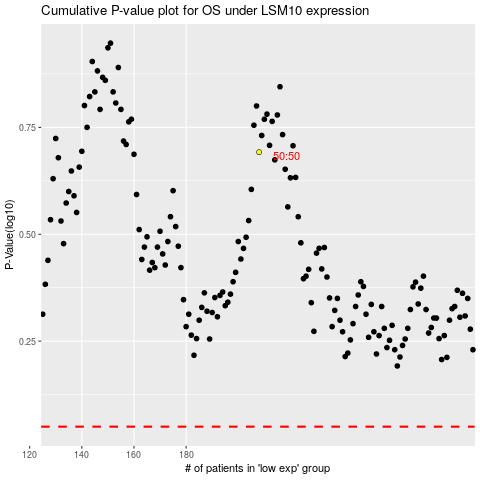 Cumulative P-value plot for OS under LSM10 expression
P-Value(log10)
0.75
0.50
0.25
50:50
120 140 160 180
# of patients in 'low exp' group